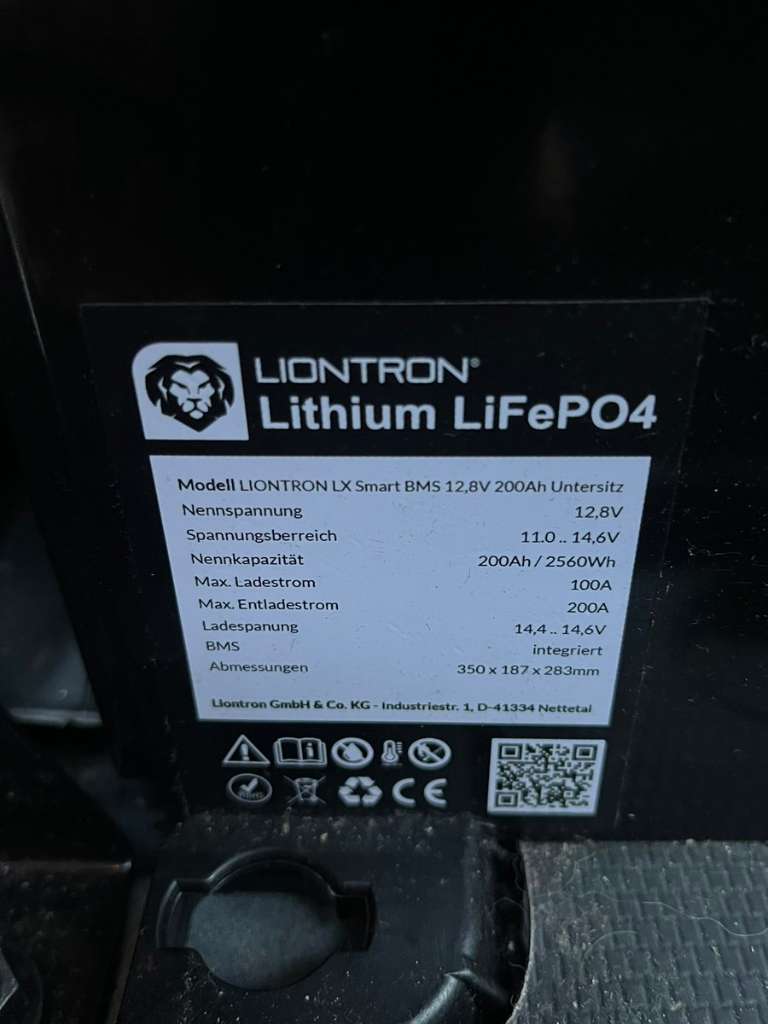 LIONTRON®
Lithium LiFePO4
Modell LIONTRON LX Smart BMS 12,8V 200Ah Untersitz
Nennspannung 12,8V
Spannungsberreich 11.0 .. 14,6V
Nennkapazität 200Ah / 2560Wh
Max. Ladestrom 100A
Max. Entladestrom 200A
Ladespanung 14,4 .. 14,6V
BMS integriert
Abmessungen 350 x 187 x 283mm
Liontron GmbH & Co. KG - Industriestr. 1, D-41334 Nettetal
CE